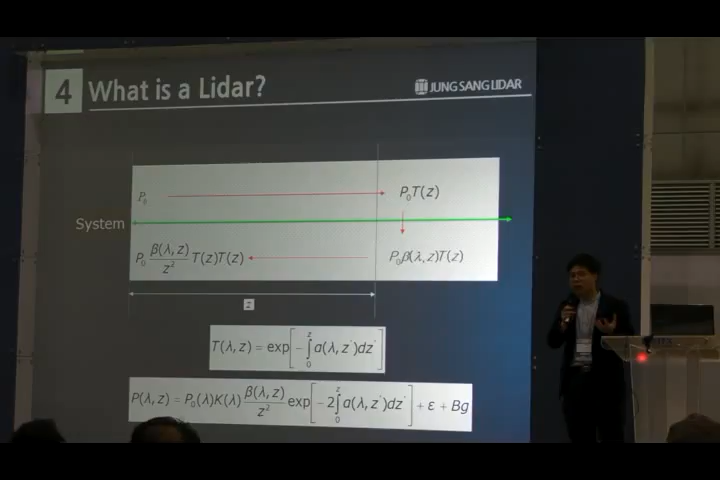 4 What is a Lidar?
JUNG SANG LIDAR
P₀
P₀T(z)
System
P₀ β(λ, z)/z² T(z)T(z)
P₀β(λ, z)T(z)
z
T(λ, z) = exp[−∫₀ᶻ a(λ, z')dz']
P(λ, z) = P₀(λ)K(λ) β(λ, z)/z² exp[−2∫₀ᶻ a(λ, z')dz'] + ε + Bg